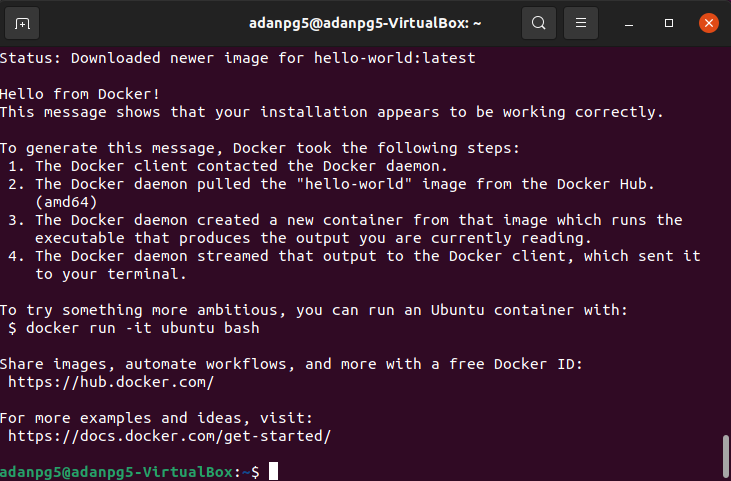 adanpg5@adanpg5-VirtualBox: ~
Status: Downloaded newer image for hello-world:latest
Hello from Docker!
This message shows that your installation appears to be working correctly.
To generate this message, Docker took the following steps:
1. The Docker client contacted the Docker daemon.
2. The Docker daemon pulled the "hello-world" image from the Docker Hub.
(amd64)
3. The Docker daemon created a new container from that image which runs the
executable that produces the output you are currently reading.
4. The Docker daemon streamed that output to the Docker client, which sent it
to your terminal.
To try something more ambitious, you can run an Ubuntu container with:
$ docker run -it ubuntu bash
Share images, automate workflows, and more with a free Docker ID:
https://hub.docker.com/
For more examples and ideas, visit:
https://docs.docker.com/get-started/
adanpg5@adanpg5-VirtualBox:~$